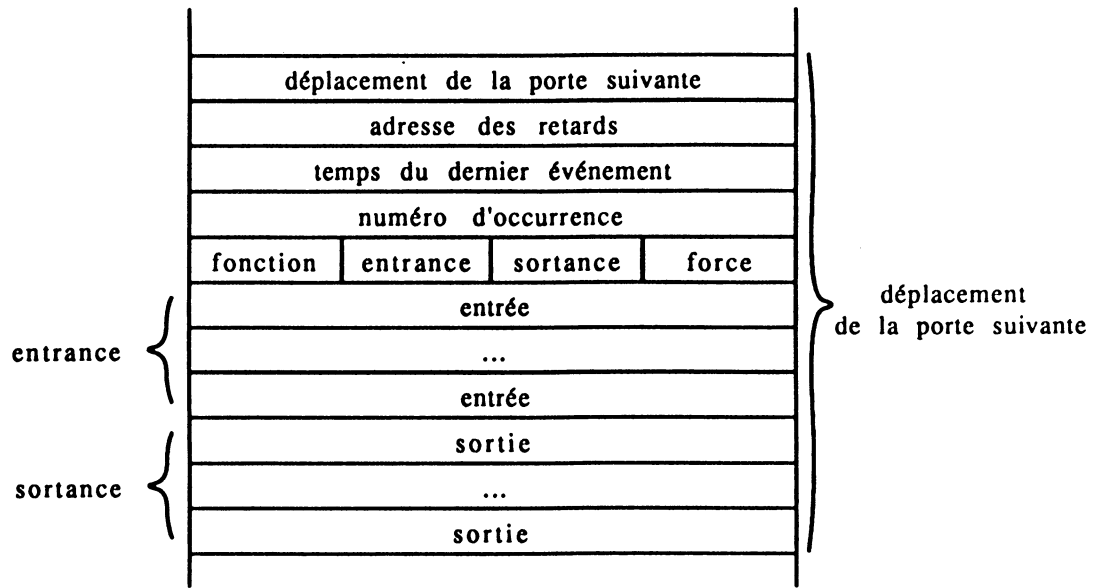 déplacement de la porte suivante
adresse des retards
temps du dernier événement
numéro d'occurrence
fonction entrance sortance force
entrée
...
entrée
sortie
...
sortie
entrance
sortance
déplacement
de la porte suivante